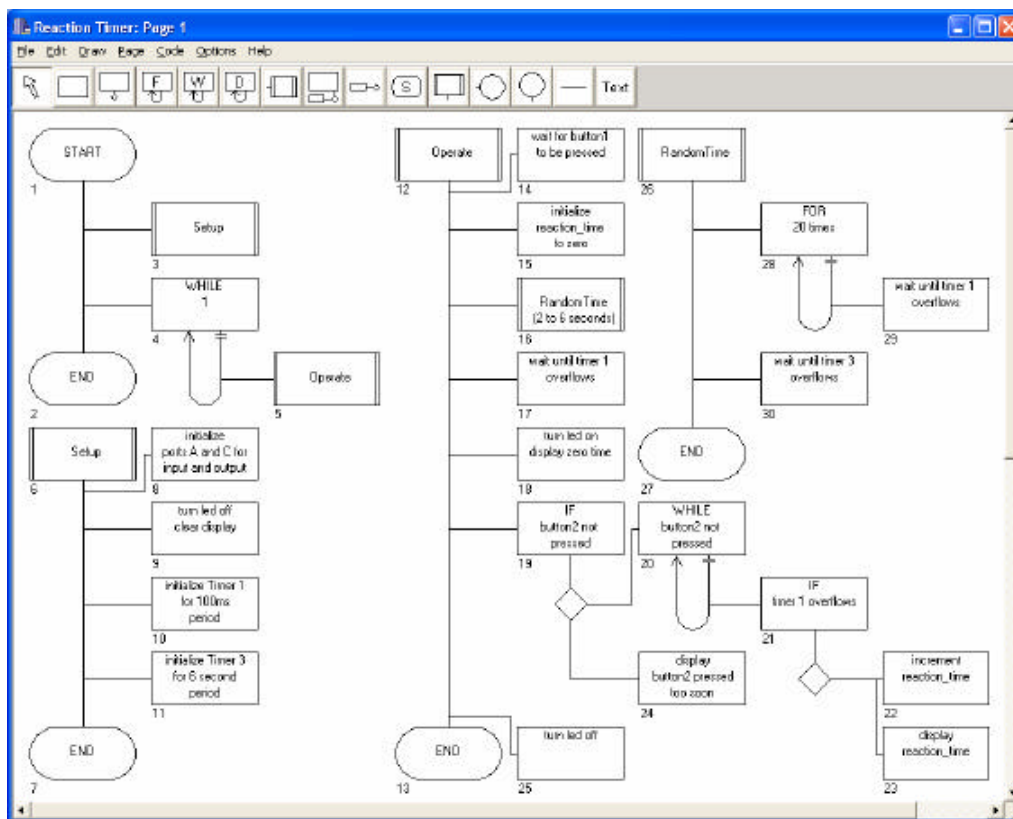 Reaction Timer: Page 1
File Edit Draw Page Code Options Help
F W D S Text
START
1
Setup
3
WHILE
1
4
Operate
5
END
2
Setup
6
initialize
ports A and C for
input and output
8
turn led off
clear display
9
initialize Timer 1
for 100ms
period
10
initialize Timer 3
for 6 second
period
11
END
7
Operate
12
wait for button1
to be pressed
14
initialize
reaction_time
to zero
15
RandomTime
(2 to 6 seconds)
16
wait until timer 1
overflows
17
turn led on
display zero time
18
IF
button2 not
pressed
19
WHILE
button2 not
pressed
20
IF
timer 1 overflows
21
increment
reaction_time
22
display
reaction_time
23
display
button2 pressed
too soon
24
turn led off
25
END
13
RandomTime
26
FOR
20 times
28
wait until timer 1
overflows
29
wait until timer 3
overflows
30
END
27